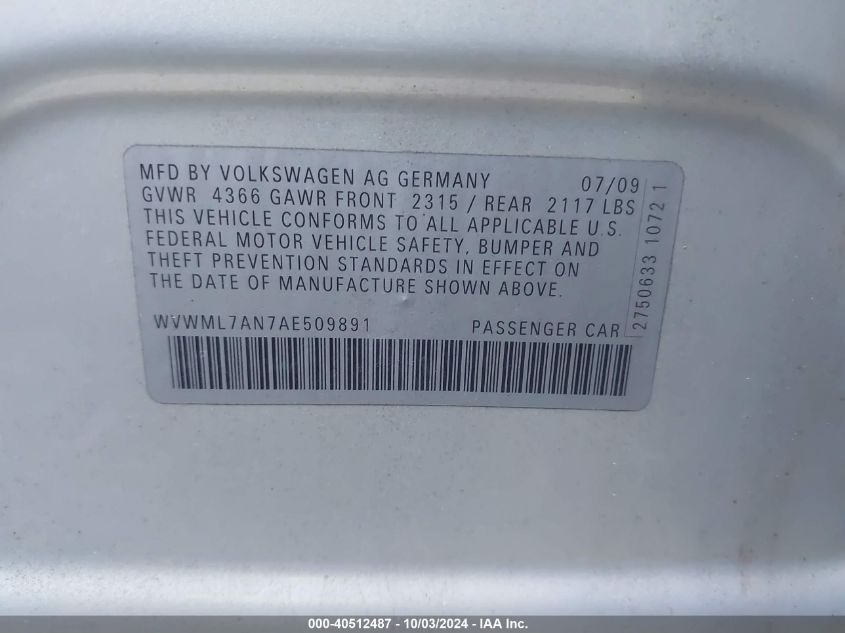 MFD BY VOLKSWAGEN AG GERMANY 07/09
GVWR 4366 GAWR FRONT 2315 / REAR 2117 LBS
THIS VEHICLE CONFORMS TO ALL APPLICABLE U.S.
FEDERAL MOTOR VEHICLE SAFETY, BUMPER AND
THEFT PREVENTION STANDARDS IN EFFECT ON
THE DATE OF MANUFACTURE SHOWN ABOVE.
WVWML7AN7AE509891 PASSENGER CAR
2750633 1072 1
000-40512487 - 10/03/2024 - IAA Inc.